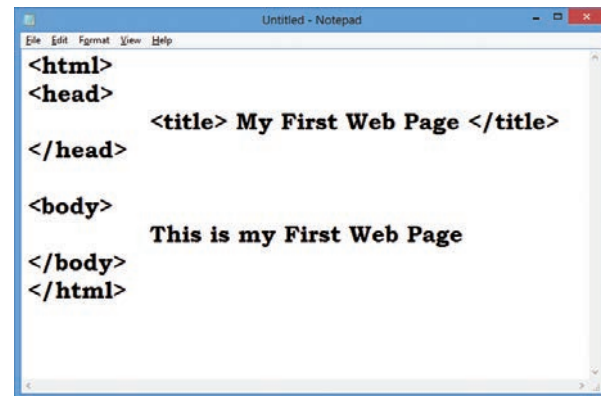 Untitled - Notepad
File Edit Format View Help
<html>
<head>
<title> My First Web Page </title>
</head>
<body>
This is my First Web Page
</body>
</html>